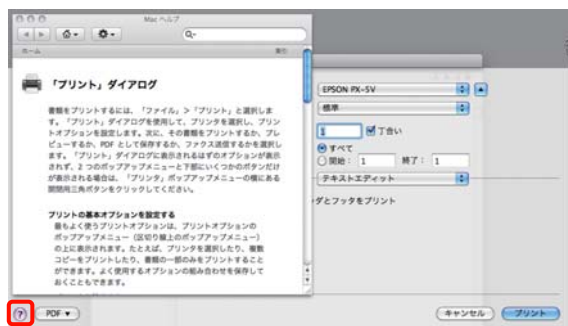 Mac ヘルプ
ホーム
索引
「プリント」ダイアログ
書類をプリントするには、「ファイル」>「プリント」と選択しま
す。「プリント」ダイアログを使用して、プリンタを選択し、プリン
トオプションを設定します。次に、その書類をプリントするか、プレ
ビューするか、PDF として保存するか、ファクス送信するかを選択し
ます。「プリント」ダイアログに表示されるはずのオプションが表示
されず、2 つのポップアップメニューと下部にいくつかのボタンだけ
が表示される場合は、「プリンタ」ポップアップメニューの横にある
開閉用三角ボタンをクリックしてください。
プリントの基本オプションを設定する
最もよく使うプリントオプションは、プリントオプションの
ポップアップメニュー（区切り線上のポップアップメニュー）
の上に表示されます。たとえば、プリンタを選択したり、複数
コピーをプリントしたり、書類の一部のみをプリントすること
ができます。よく使用するオプションの組み合わせを保存して
おくこともできます。
EPSON PX-5V
標準
1
丁合い
すべて
開始： 1 終了： 1
テキストエディット
ダとフッタをプリント
? PDF▼ キャンセル プリント